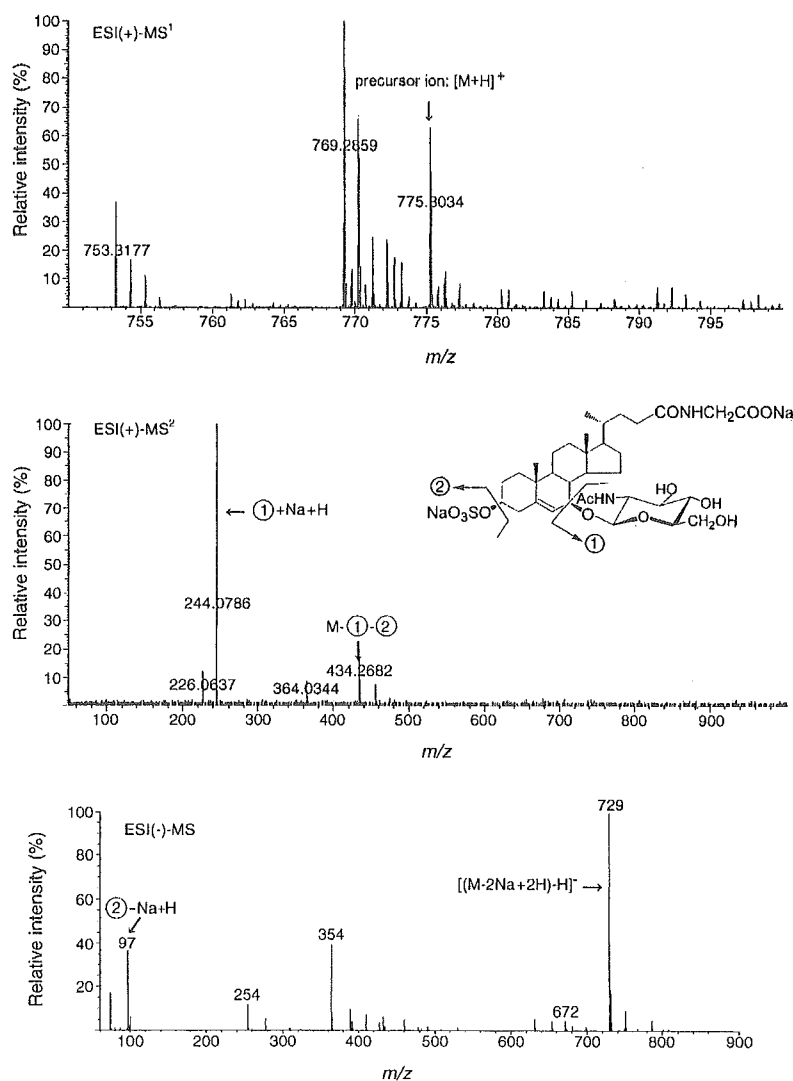 ESI(+)-MS¹
Relative intensity (%)
100
90
80
70
60
50
40
30
20
10
precursor ion: [M+H]⁺
769.2859
775.3034
753.3177
755 760 765 770 775 780 785 790 795
m/z
ESI(+)-MS²
Relative intensity (%)
100
90
80
70
60
50
40
30
20
10
①+Na+H
244.0786
226.0637
364.0344
M-①-②
434.2682
CONHCH₂COONa
②
NaO₃SO
AcHN
HO
OH
O
O
CH₂OH
①
100 200 300 400 500 600 700 800 900
m/z
ESI(-)-MS
Relative intensity (%)
100
80
60
40
20
②-Na+H
97
254
354
672
729
[(M-2Na+2H)-H]⁻
100 200 300 400 500 600 700 800 900
m/z